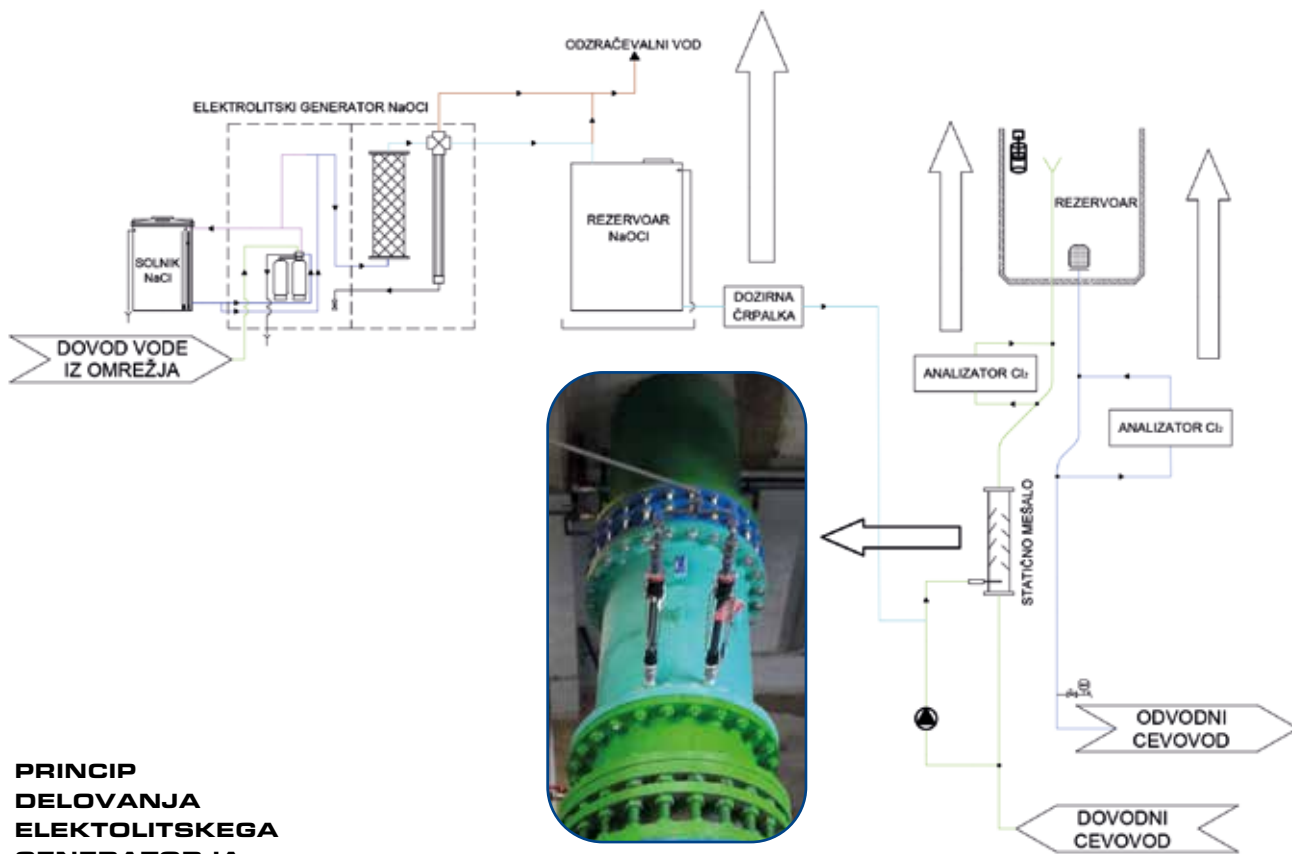 ODZRAČEVALNI VOD
ELEKTROLITSKI GENERATOR NaOCl
SOLNIK
NaCl
REZERVOAR
NaOCl
REZERVOAR
DOZIRNA
ČRPALKA
DOVOD VODE
IZ OMREŽJA
ANALIZATOR Cl₂
ANALIZATOR Cl₂
STATIČNO MEŠALO
ODVODNI
CEVOVOD
DOVODNI
CEVOVOD
PRINCIP
DELOVANJA
ELEKTOLITSKEGA
GENERATORJA